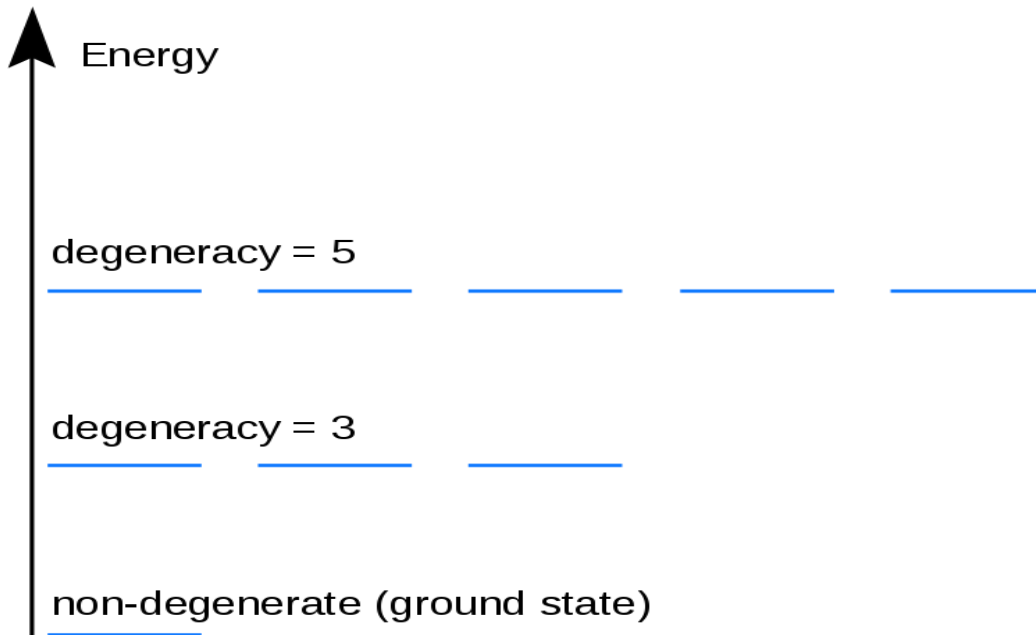 Energy
degeneracy = 5
degeneracy = 3
non-degenerate (ground state)